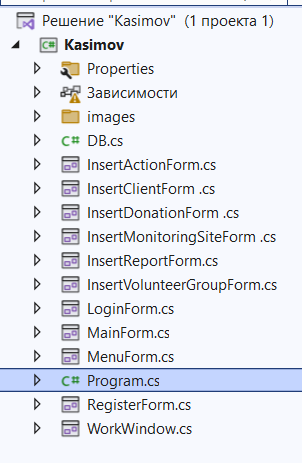 Решение "Kasimov" (1 проекта 1)
Kasimov
Properties
Зависимости
images
C# DB.cs
InsertActionForm.cs
InsertClientForm .cs
InsertDonationForm .cs
InsertMonitoringSiteForm .cs
InsertReportForm.cs
InsertVolunteerGroupForm.cs
LoginForm.cs
MainForm.cs
MenuForm.cs
C# Program.cs
RegisterForm.cs
WorkWindow.cs